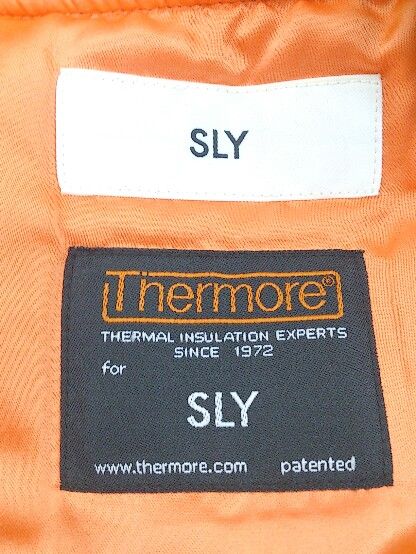 SLY
Thermore®
THERMAL INSULATION EXPERTS
SINCE 1972
for
SLY
www.thermore.com patented